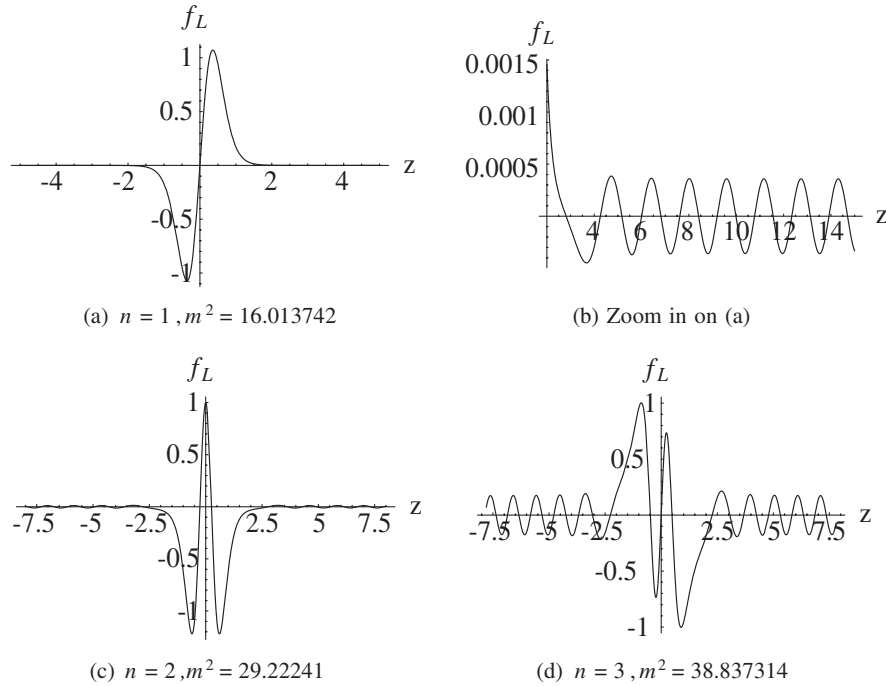 f_L
1
0.5
-4 -2 2 4 z
-0.5
-1
(a) n = 1 , m² = 16.013742
f_L
0.0015
0.001
0.0005
4 6 8 10 12 14 z
(b) Zoom in on (a)
f_L
1
0.5
-7.5 -5 -2.5 2.5 5 7.5 z
-0.5
-1
(c) n = 2 ,m² = 29.22241
f_L
1
0.5
-7.5 -5 -2.5 2.5 5 7.5 z
-0.5
-1
(d) n = 3 , m² = 38.837314